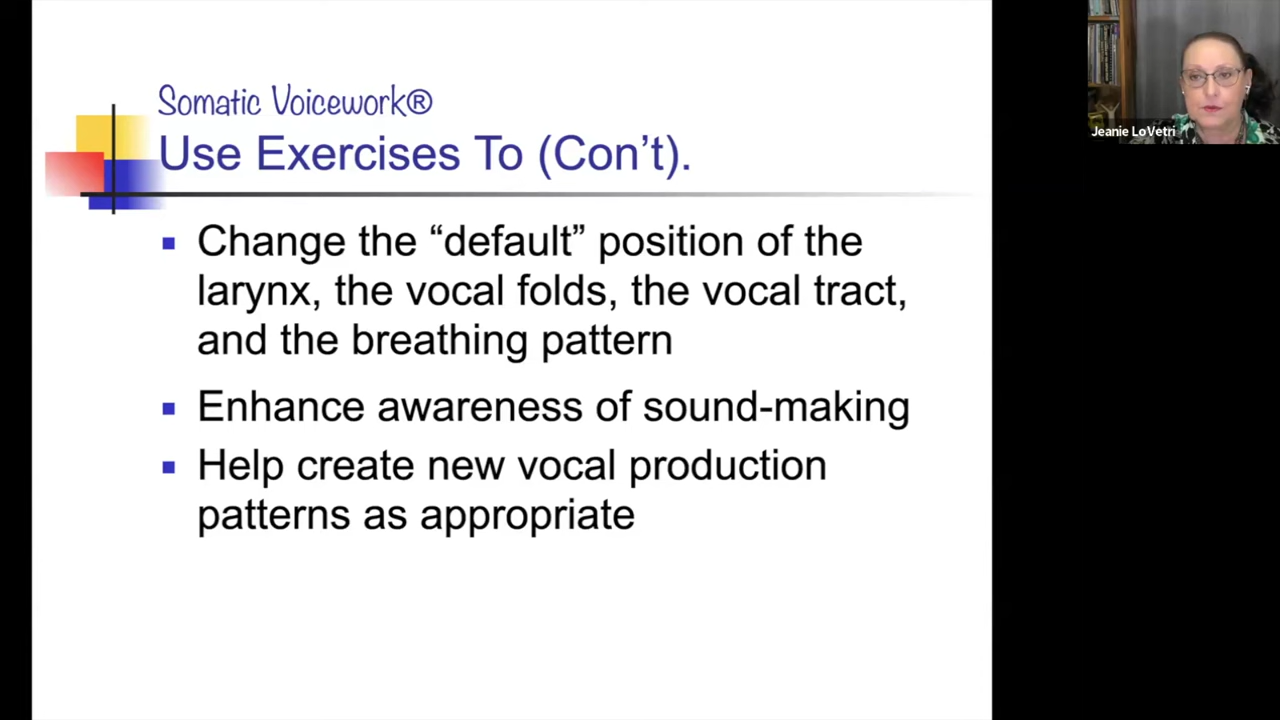 Somatic Voicework®
Use Exercises To (Con’t).
Change the “default” position of the
larynx, the vocal folds, the vocal tract,
and the breathing pattern
Enhance awareness of sound-making
Help create new vocal production
patterns as appropriate
Jeanie LoVetri